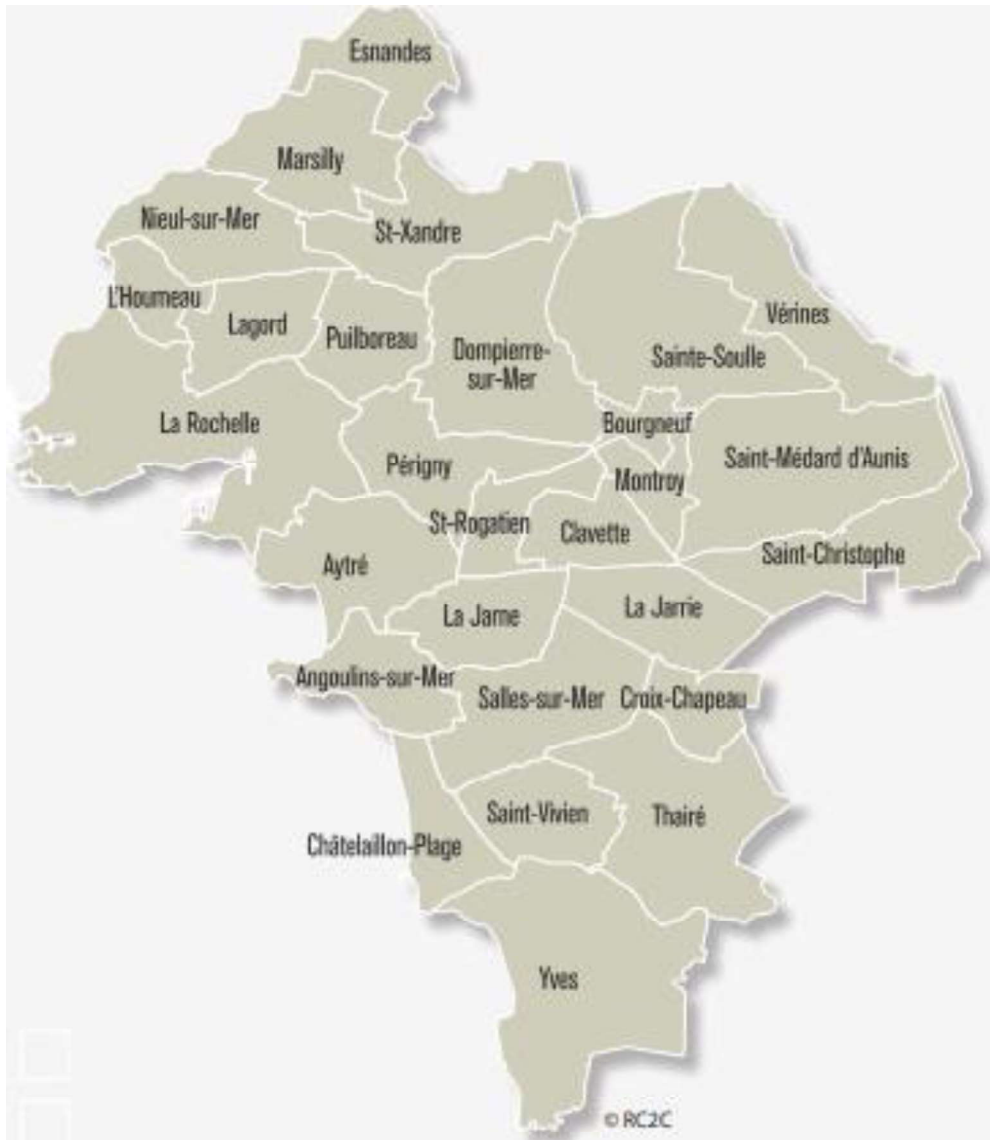 Esnandes
Marsilly
Nieul-sur-Mer
St-Xandre
L'Houmeau
Lagord
Puilboreau
Vérines
Dompierre-
sur-Mer
Sainte-Soulle
La Rochelle
Bourgneuf
Périgny
Saint-Médard d'Aunis
Montroy
St-Rogatien
Clavette
Saint-Christophe
Aytré
La Jarne
La Jarrie
Angoulins-sur-Mer
Salles-sur-Mer
Croix-Chapeau
Saint-Vivien
Thairé
Châtelaillon-Plage
Yves
© RC2C